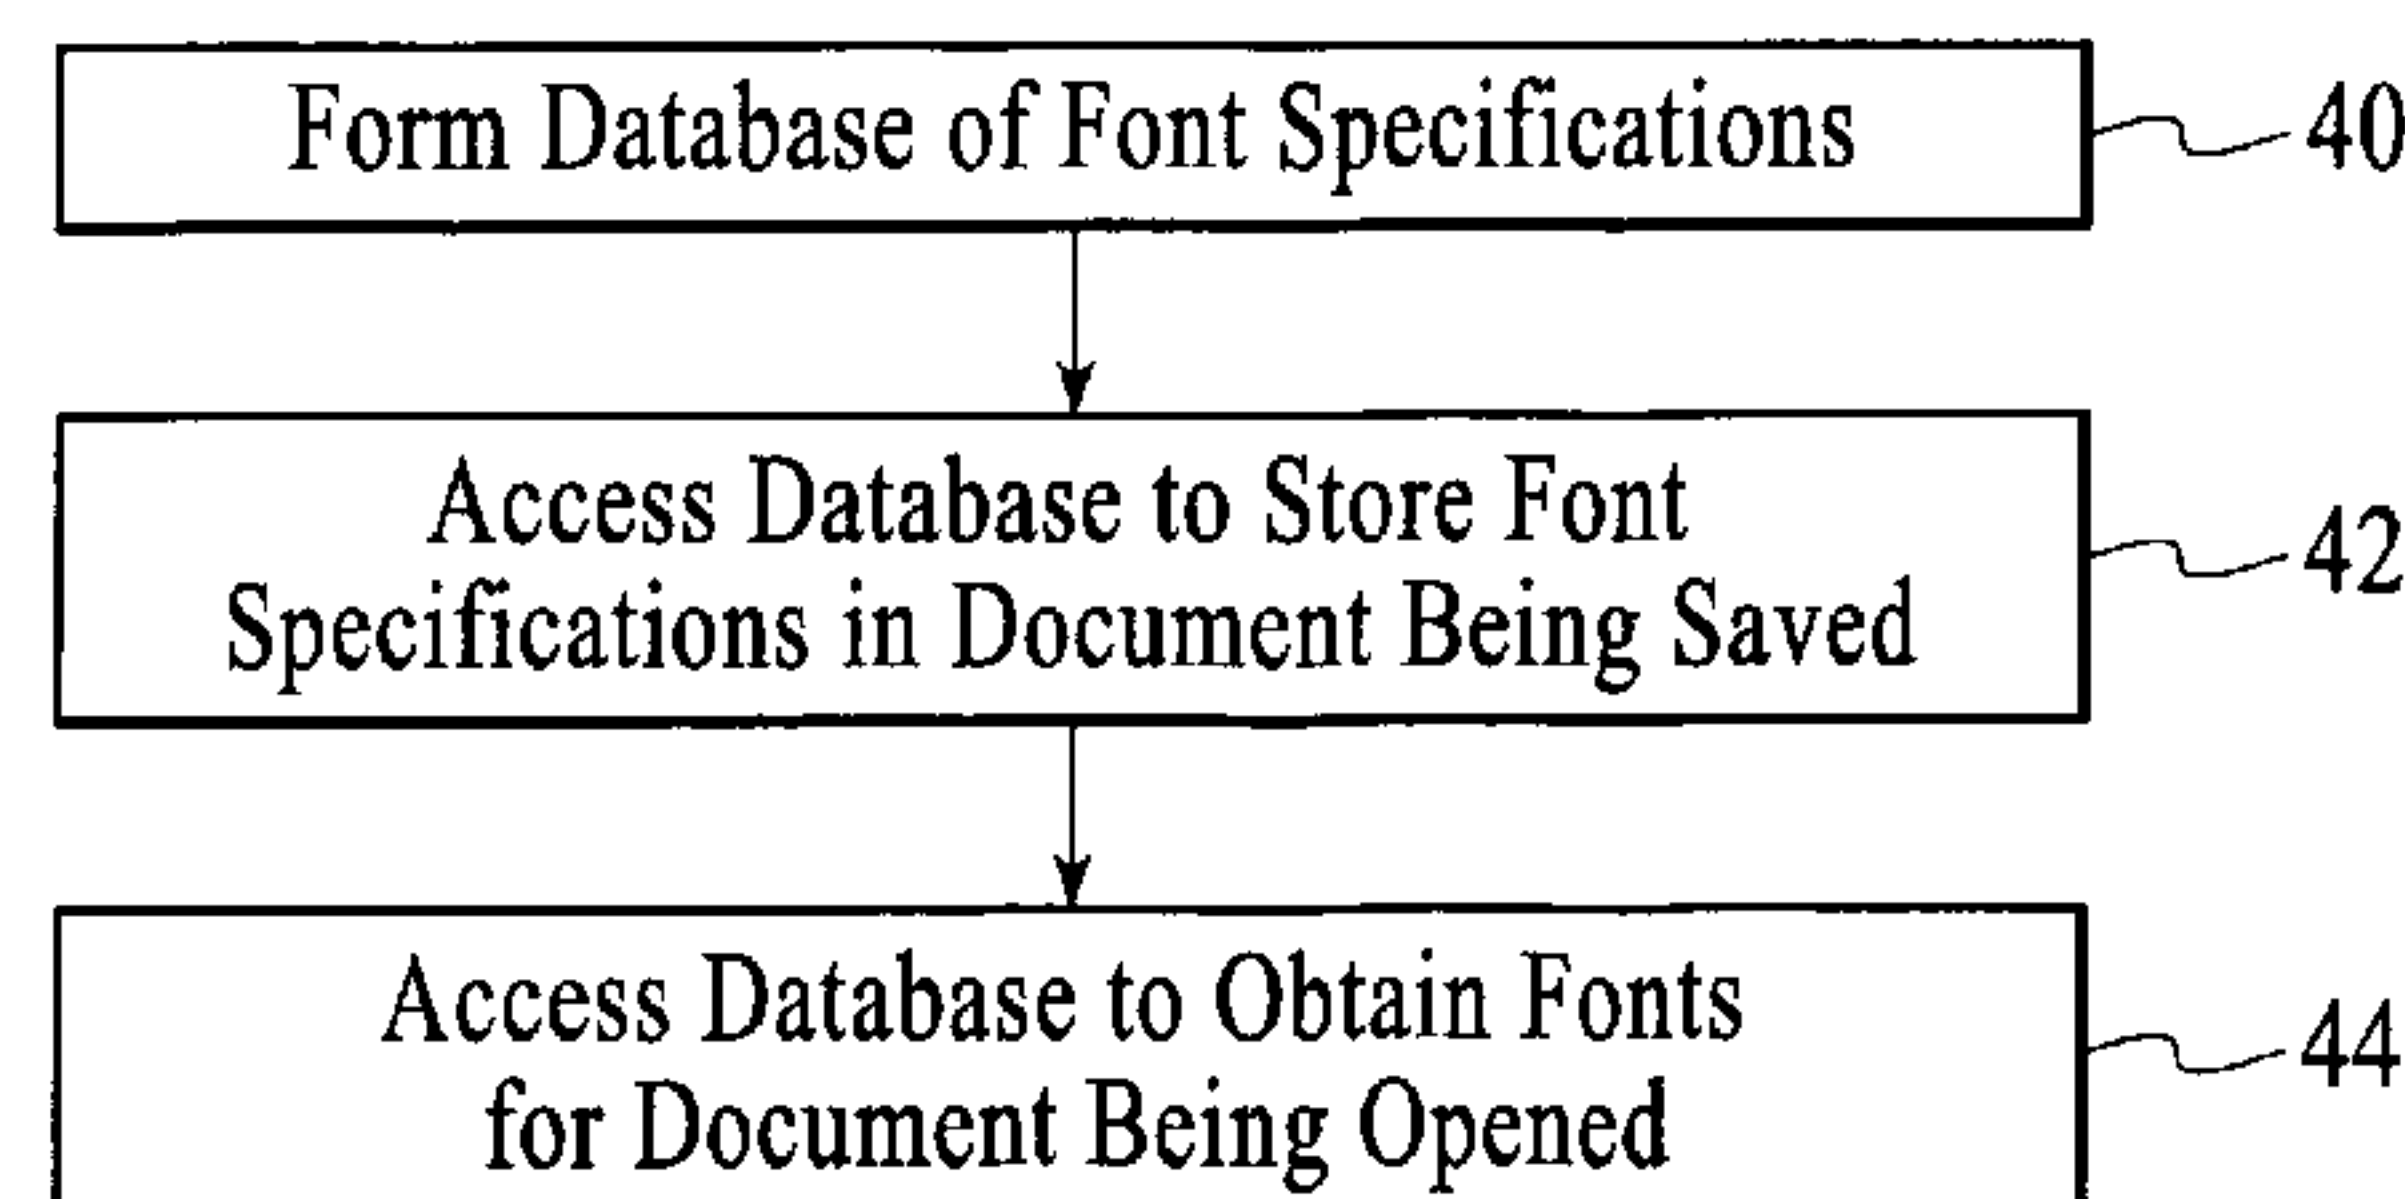 Form Database of Font Specifications
40
Access Database to Store Font
Specifications in Document Being Saved
42
Access Database to Obtain Fonts
for Document Being Opened
44